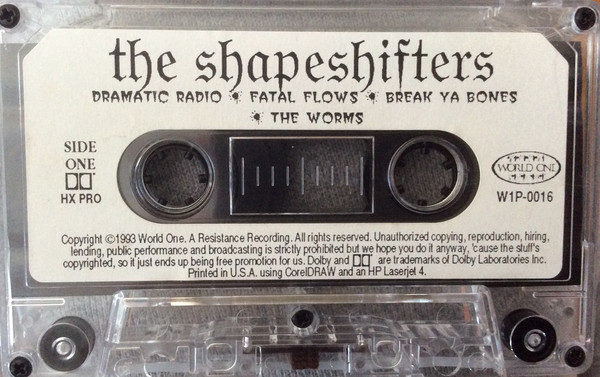 the shapeshifters
DRAMATIC RADIO FATAL FLOWS BREAK YA BONES
THE WORMS
SIDE
ONE
HX PRO
WORLD ONE
W1P-0016
Copyright ©1993 World One. A Resistance Recording. All rights reserved. Unauthorized copying, reproduction, hiring,
lending, public performance and broadcasting is strictly prohibited but we hope you do it anyway, 'cause the stuff's
copyrighted, so it just ends up being free promotion for us. Dolby and are trademarks of Dolby Laboratories Inc.
Printed in U.S.A. using CorelDRAW and an HP Laserjet 4.